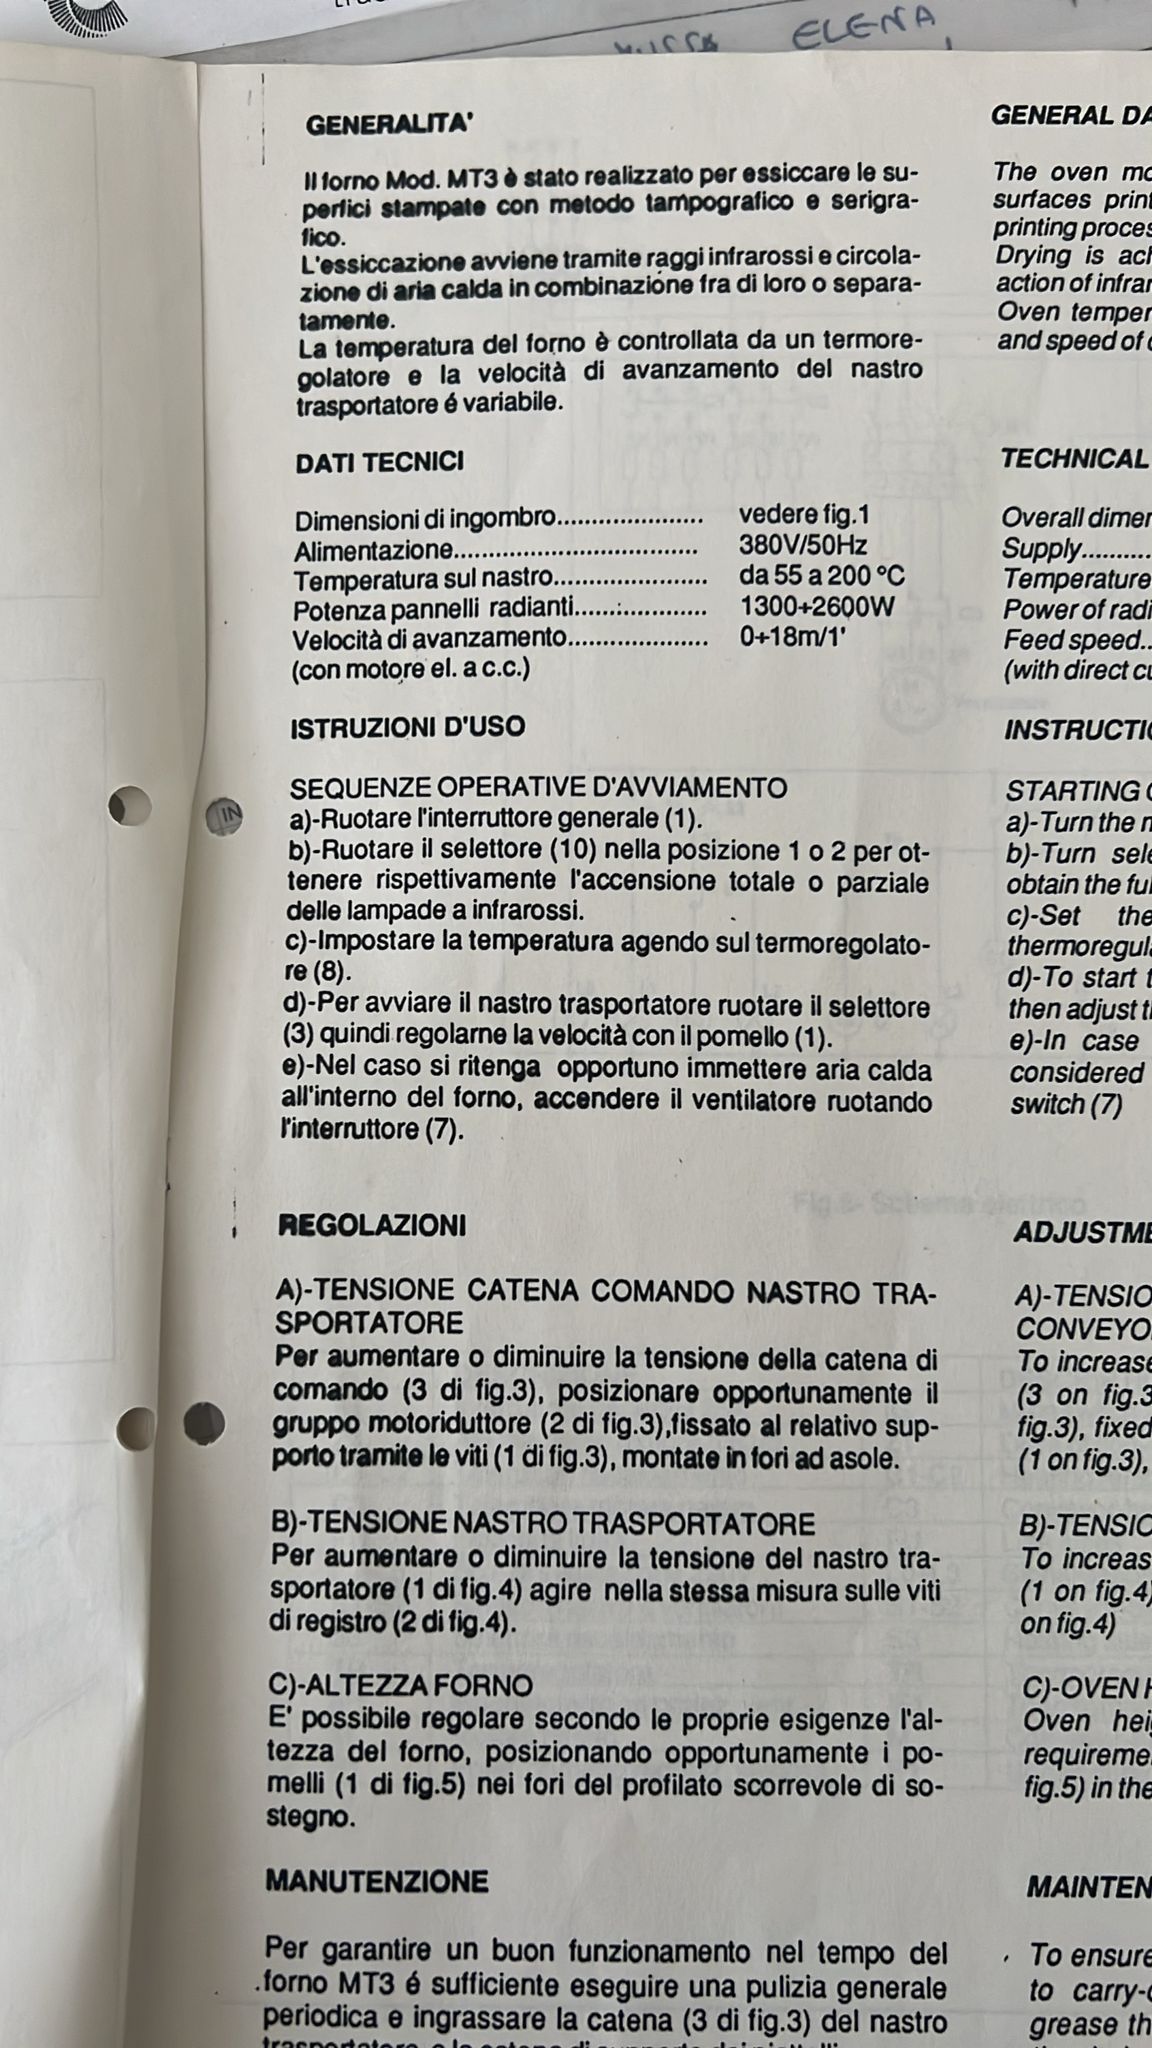 ELENA,
GENERALITA'
Il forno Mod. MT3 è stato realizzato per essiccare le su-
perfici stampate con metodo tampografico e serigra-
fico.
L'essiccazione avviene tramite raggi infrarossi e circola-
zione di aria calda in combinazione fra di loro o separa-
tamente.
La temperatura del forno è controllata da un termore-
golatore e la velocità di avanzamento del nastro
trasportatore é variabile.
DATI TECNICI
Dimensioni di ingombro...................... vedere fig.1
Alimentazione.................................... 380V/50Hz
Temperatura sul nastro....................... da 55 a 200 °C
Potenza pannelli radianti.................... 1300+2600W
Velocità di avanzamento..................... 0+18m/1'
(con motore el. a c.c.)
ISTRUZIONI D'USO
SEQUENZE OPERATIVE D'AVVIAMENTO
a)-Ruotare l'interruttore generale (1).
b)-Ruotare il selettore (10) nella posizione 1 o 2 per ot-
tenere rispettivamente l'accensione totale o parziale
delle lampade a infrarossi.
c)-Impostare la temperatura agendo sul termoregolato-
re (8).
d)-Per avviare il nastro trasportatore ruotare il selettore
(3) quindi regolarne la velocità con il pomello (1).
e)-Nel caso si ritenga opportuno immettere aria calda
all'interno del forno, accendere il ventilatore ruotando
l'interruttore (7).
REGOLAZIONI
A)-TENSIONE CATENA COMANDO NASTRO TRA-
SPORTATORE
Per aumentare o diminuire la tensione della catena di
comando (3 di fig.3), posizionare opportunamente il
gruppo motoriduttore (2 di fig.3),fissato al relativo sup-
porto tramite le viti (1 di fig.3), montate in fori ad asole.
B)-TENSIONE NASTRO TRASPORTATORE
Per aumentare o diminuire la tensione del nastro tra-
sportatore (1 di fig.4) agire nella stessa misura sulle viti
di registro (2 di fig.4).
C)-ALTEZZA FORNO
E' possibile regolare secondo le proprie esigenze l'al-
tezza del forno, posizionando opportunamente i po-
melli (1 di fig.5) nei fori del profilato scorrevole di so-
stegno.
MANUTENZIONE
Per garantire un buon funzionamento nel tempo del
forno MT3 é sufficiente eseguire una pulizia generale
periodica e ingrassare la catena (3 di fig.3) del nastro
GENERAL DA
The oven mo
surfaces print
printing proces
Drying is ach
action of infrar
Oven temper
and speed of c
TECHNICAL
Overall dimer
Supply..........
Temperature
Power of radi
Feed speed..
(with direct cu
INSTRUCTIO
STARTING O
a)-Turn the m
b)-Turn sele
obtain the ful
c)-Set the
thermoregula
d)-To start t
then adjust th
e)-In case
considered
switch (7)
ADJUSTME
A)-TENSIO
CONVEYO
To increase
(3 on fig.3
fig.3), fixed
(1 on fig.3),
B)-TENSIO
To increas
(1 on fig.4)
on fig.4)
C)-OVEN H
Oven heig
requireme
fig.5) in the
MAINTEN
To ensure
to carry-o
grease th